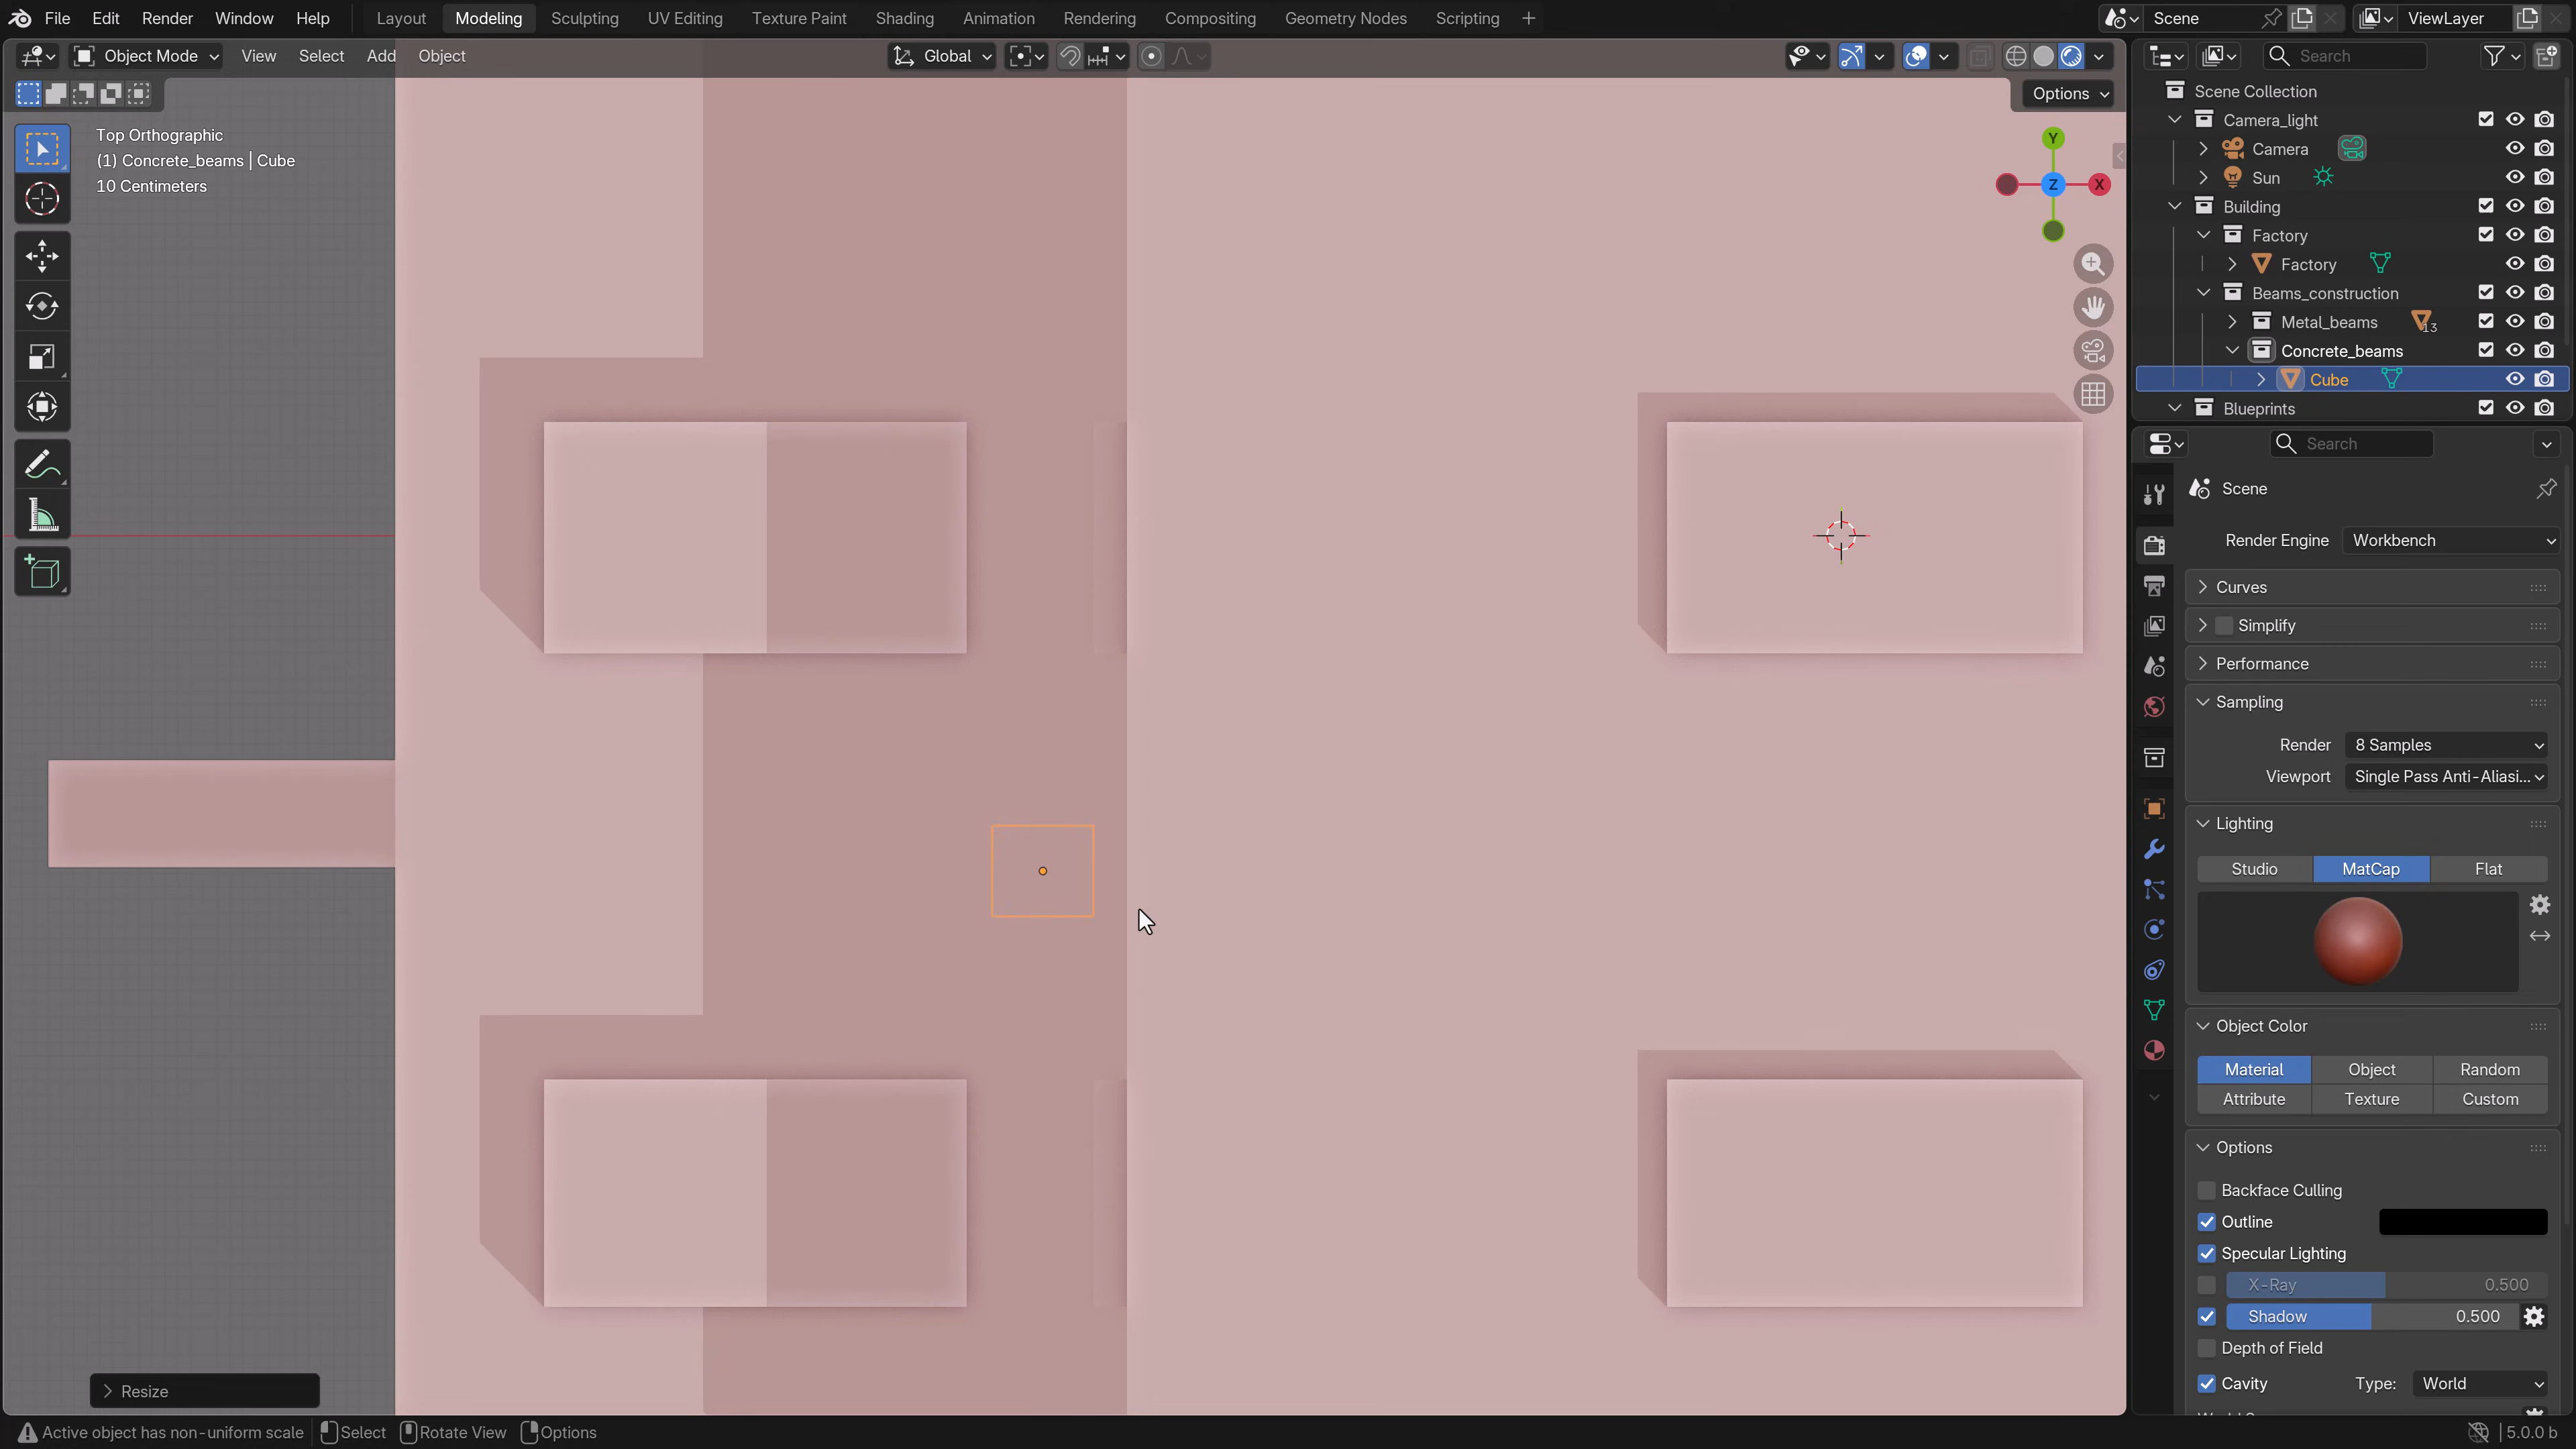 File Edit Render Window Help Layout Modeling Sculpting UV Editing Texture Paint Shading Animation Rendering Compositing Geometry Nodes Scripting + Scene ViewLayer
Object Mode View Select Add Object Global Search
Options
Top Orthographic
(1) Concrete_beams | Cube
10 Centimeters
Y
Z
X
Scene Collection
Camera_light
Camera
Sun
Building
Factory
Factory
Beams_construction
Metal_beams 13
Concrete_beams
Cube
Blueprints
Search
Scene
Render Engine Workbench
Curves
Simplify
Performance
Sampling
Render 8 Samples
Viewport Single Pass Anti-Aliasi...
Lighting
Studio MatCap Flat
Object Color
Material Object Random
Attribute Texture Custom
Options
Backface Culling
Outline
Specular Lighting
X-Ray 0.500
Shadow 0.500
Depth of Field
Cavity Type: World
Resize
Active object has non-uniform scale Select Rotate View Options 5.0.0 b